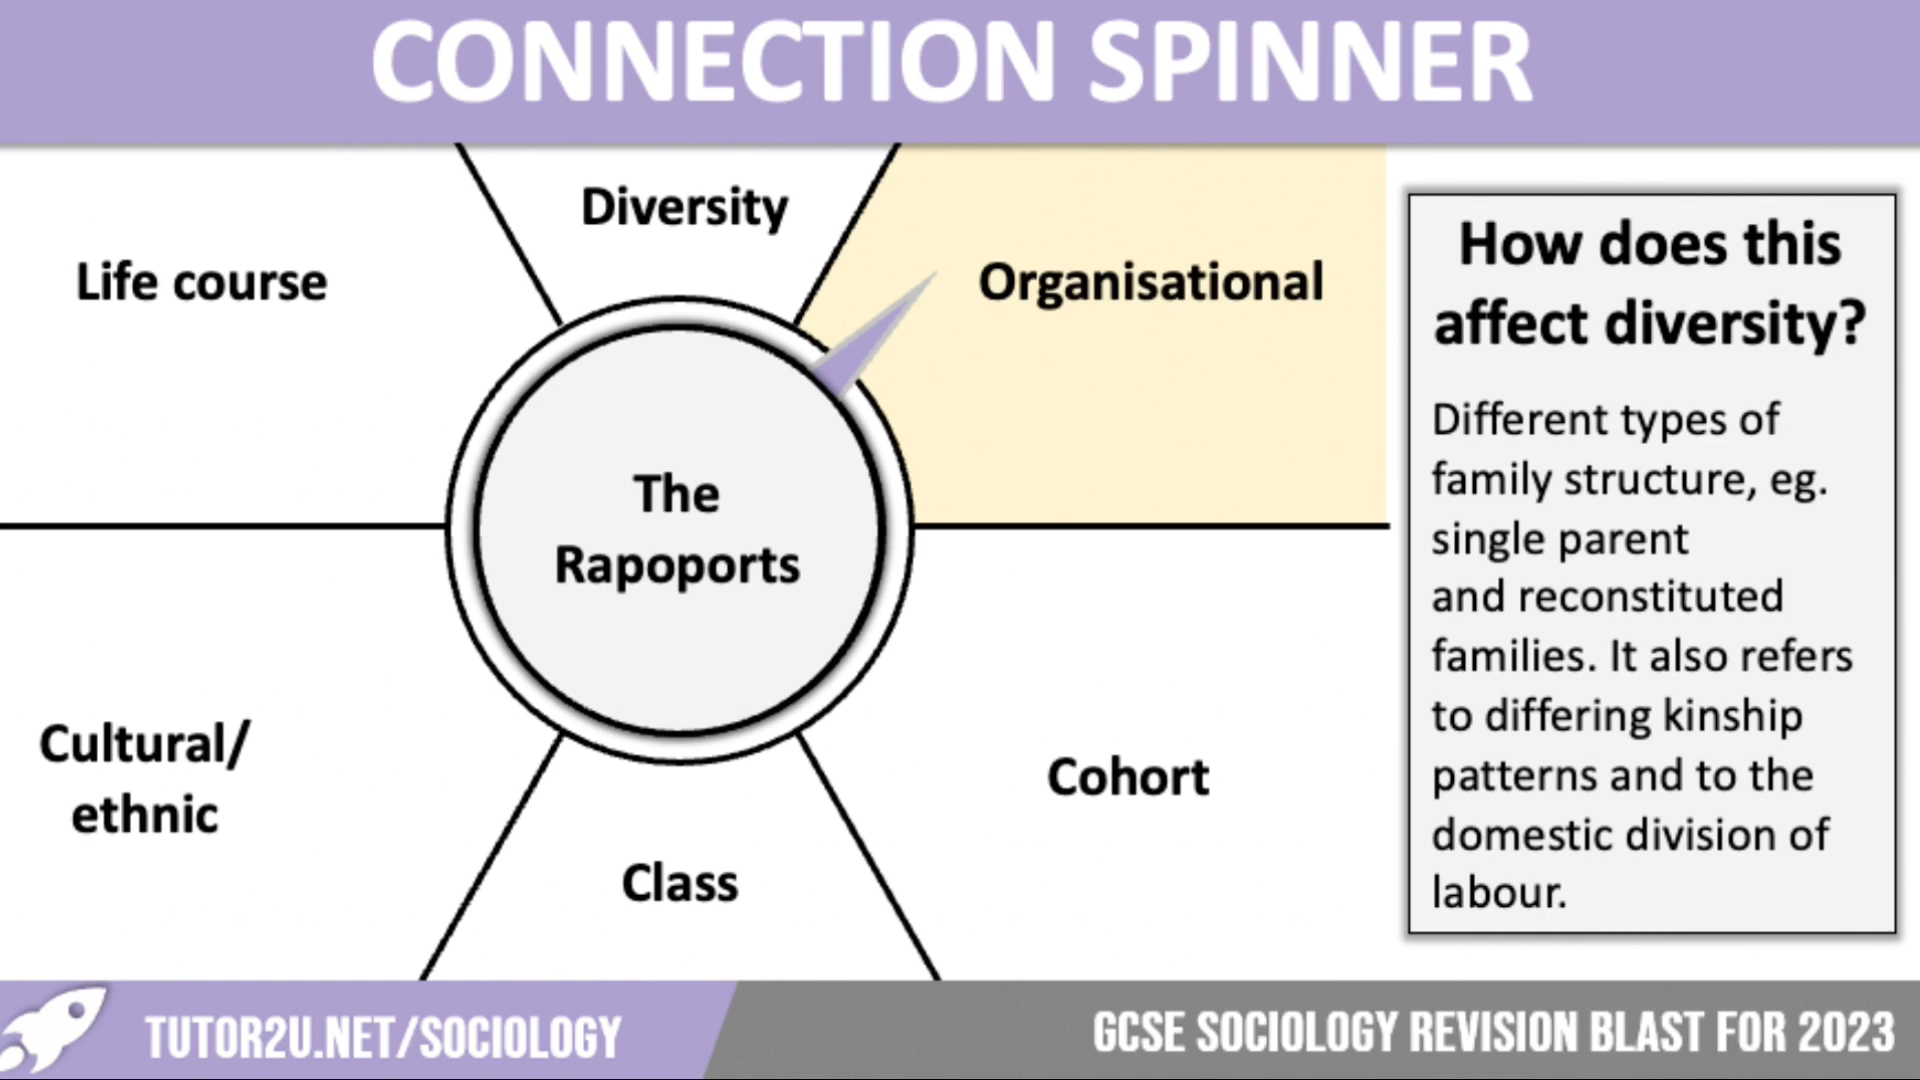 CONNECTION SPINNER
Diversity
Life course
Organisational
The
Rapoports
Cultural/
ethnic
Class
Cohort
How does this
affect diversity?
Different types of
family structure, eg.
single parent
and reconstituted
families. It also refers
to differing kinship
patterns and to the
domestic division of
labour.
TUTOR2U.NET/SOCIOLOGY
GCSE SOCIOLOGY REVISION BLAST FOR 2023